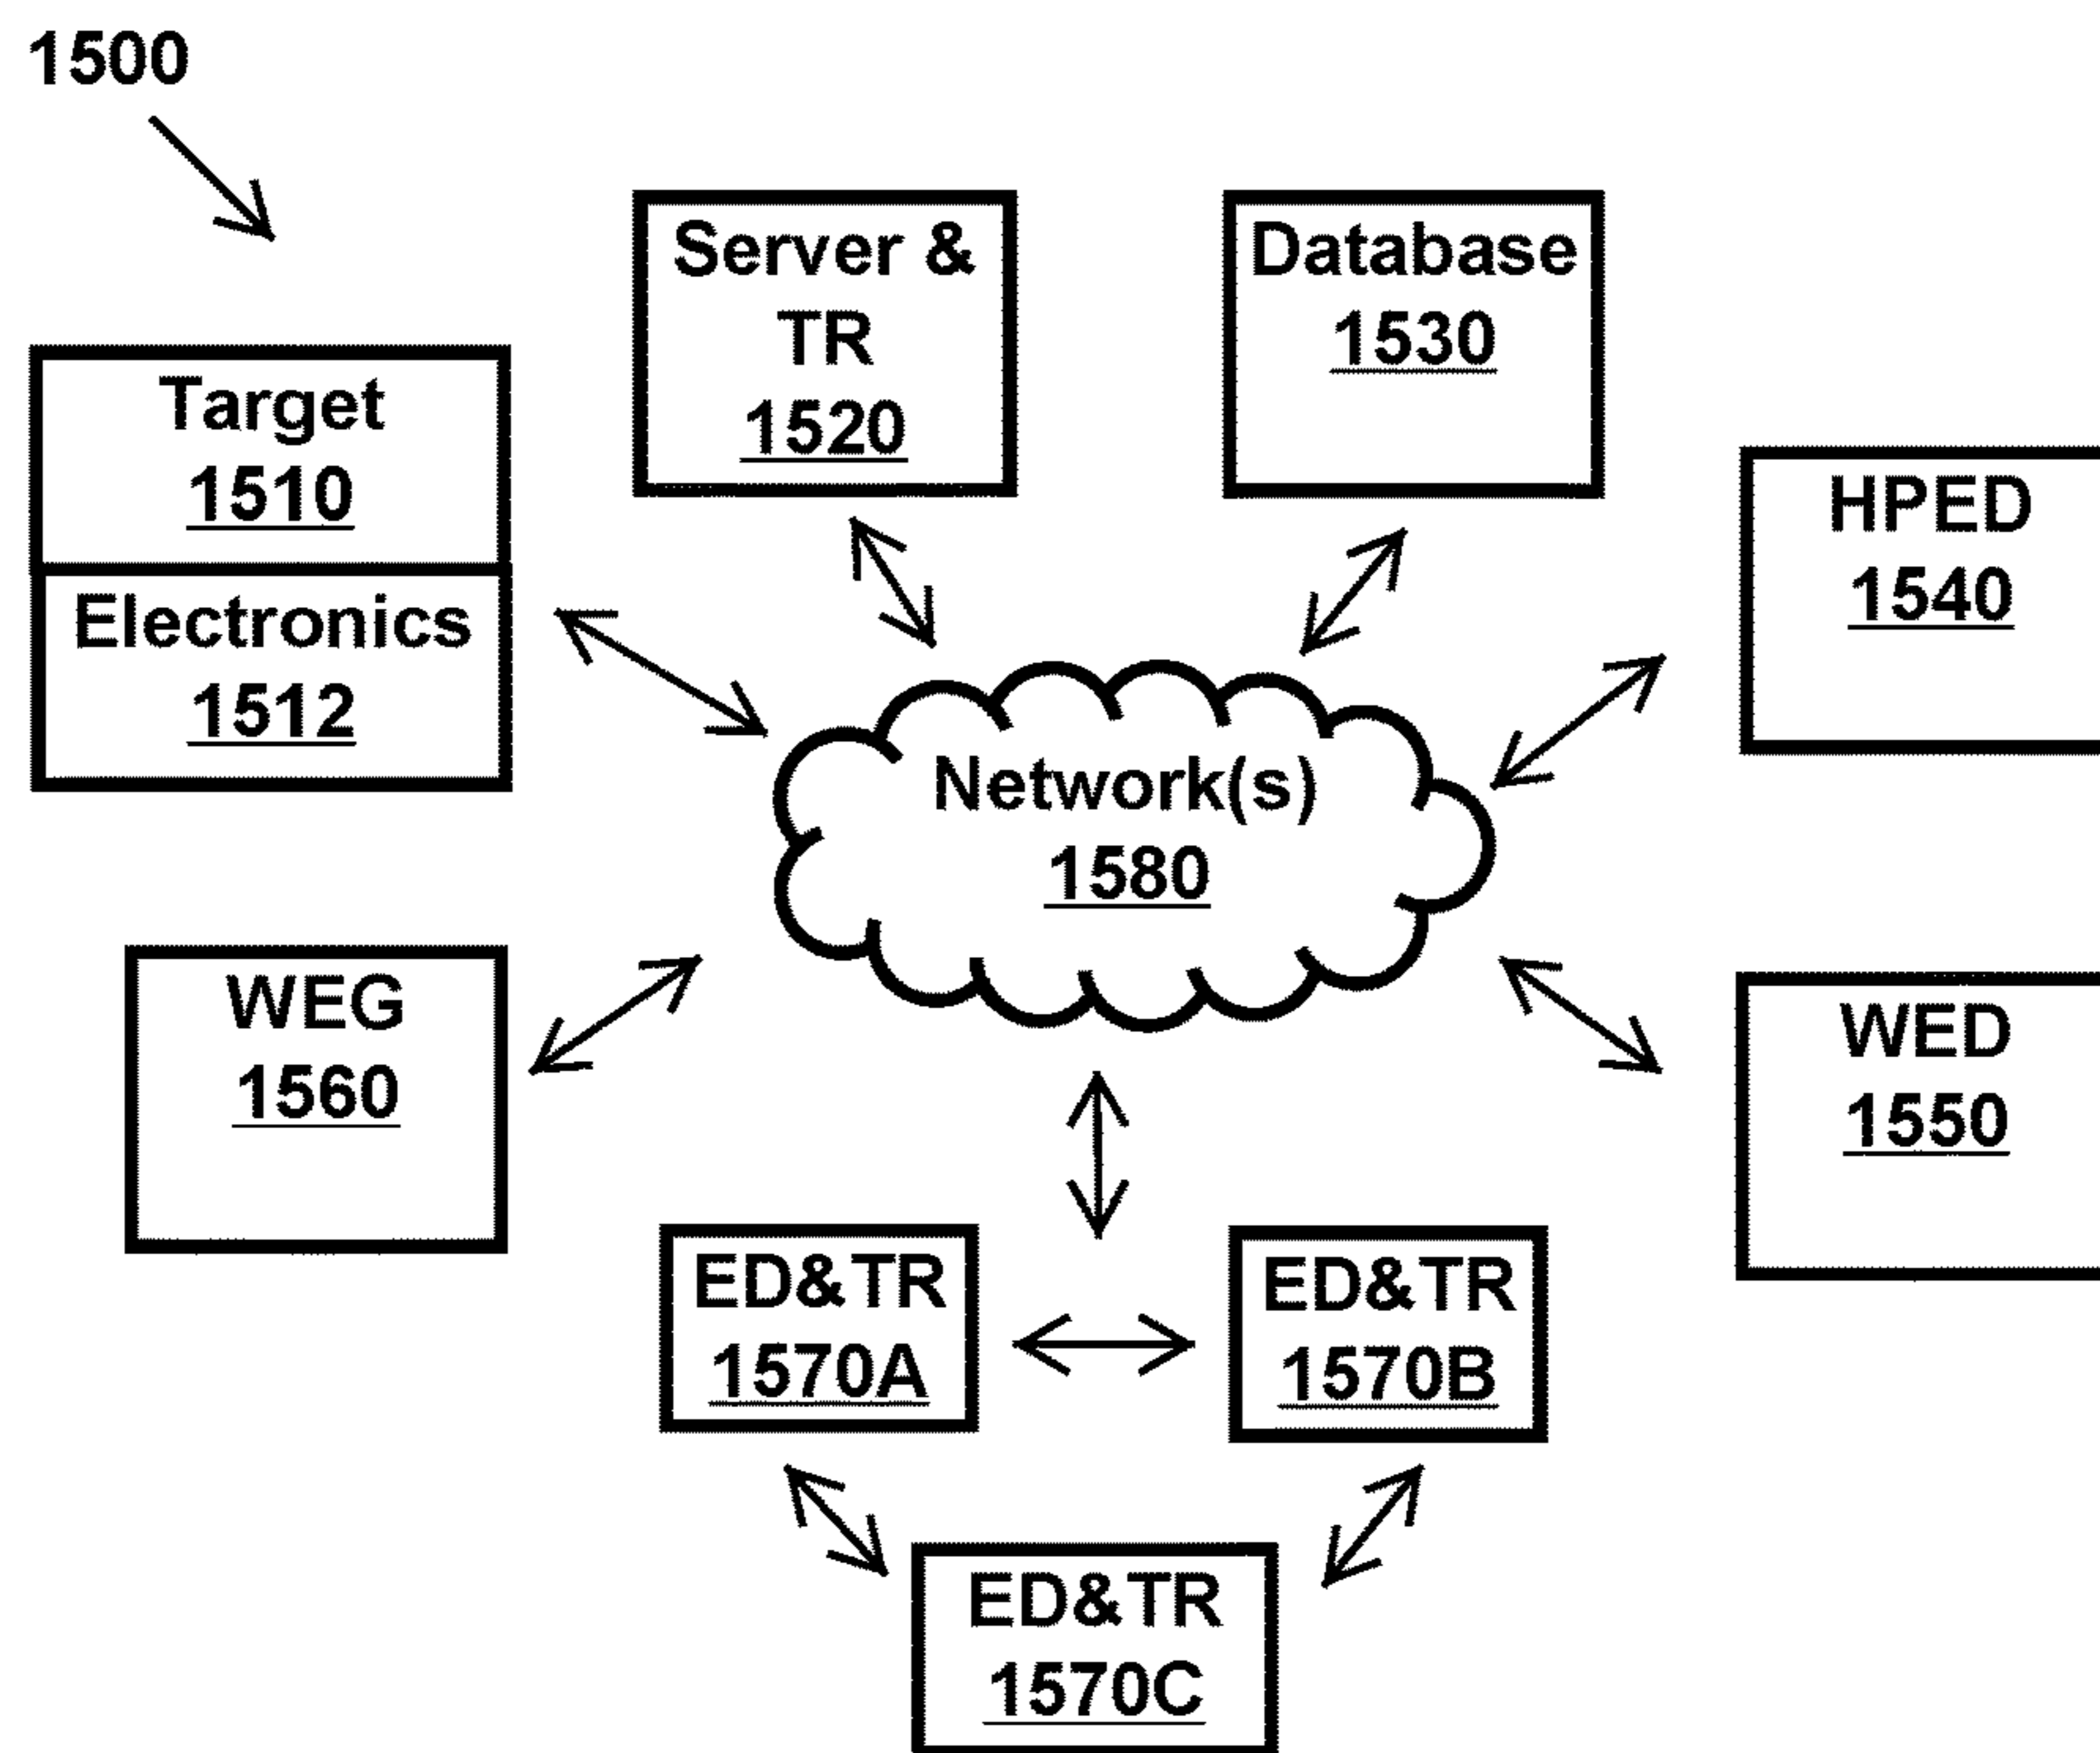 1500
Server &
TR
1520
Database
1530
Target
1510
Electronics
1512
HPED
1540
Network(s)
1580
WEG
1560
WED
1550
ED&TR
1570A
ED&TR
1570B
ED&TR
1570C